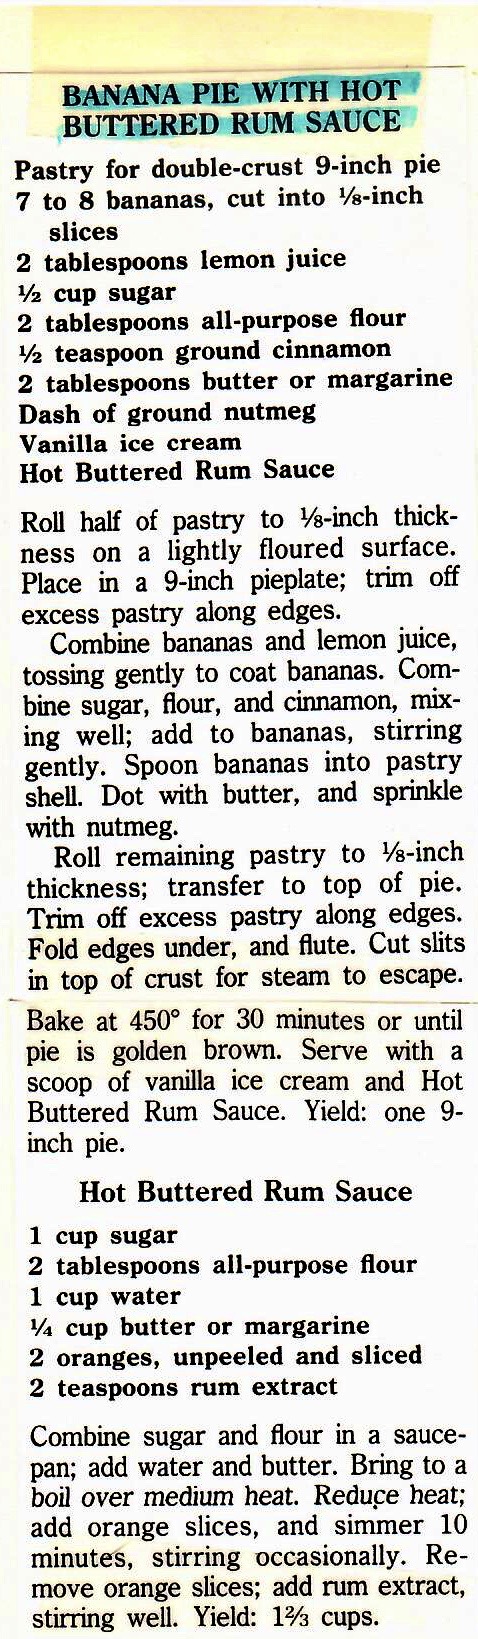 BANANA PIE WITH HOT
BUTTERED RUM SAUCE
Pastry for double-crust 9-inch pie
7 to 8 bananas, cut into ⅛-inch
slices
2 tablespoons lemon juice
½ cup sugar
2 tablespoons all-purpose flour
½ teaspoon ground cinnamon
2 tablespoons butter or margarine
Dash of ground nutmeg
Vanilla ice cream
Hot Buttered Rum Sauce
Roll half of pastry to ⅛-inch thick-
ness on a lightly floured surface.
Place in a 9-inch pieplate; trim off
excess pastry along edges.
Combine bananas and lemon juice,
tossing gently to coat bananas. Com-
bine sugar, flour, and cinnamon, mix-
ing well; add to bananas, stirring
gently. Spoon bananas into pastry
shell. Dot with butter, and sprinkle
with nutmeg.
Roll remaining pastry to ⅛-inch
thickness; transfer to top of pie.
Trim off excess pastry along edges.
Fold edges under, and flute. Cut slits
in top of crust for steam to escape.
Bake at 450° for 30 minutes or until
pie is golden brown. Serve with a
scoop of vanilla ice cream and Hot
Buttered Rum Sauce. Yield: one 9-
inch pie.
Hot Buttered Rum Sauce
1 cup sugar
2 tablespoons all-purpose flour
1 cup water
¼ cup butter or margarine
2 oranges, unpeeled and sliced
2 teaspoons rum extract
Combine sugar and flour in a sauce-
pan; add water and butter. Bring to a
boil over medium heat. Reduce heat;
add orange slices, and simmer 10
minutes, stirring occasionally. Re-
move orange slices; add rum extract,
stirring well. Yield: 1⅔ cups.